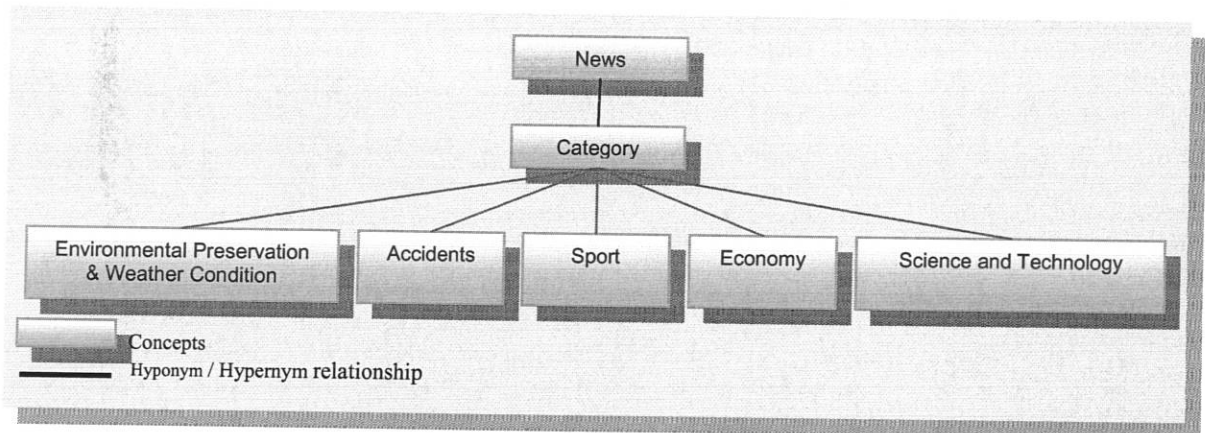 News
Category
Environmental Preservation
& Weather Condition
Accidents
Sport
Economy
Science and Technology
Concepts
Hyponym / Hypernym relationship